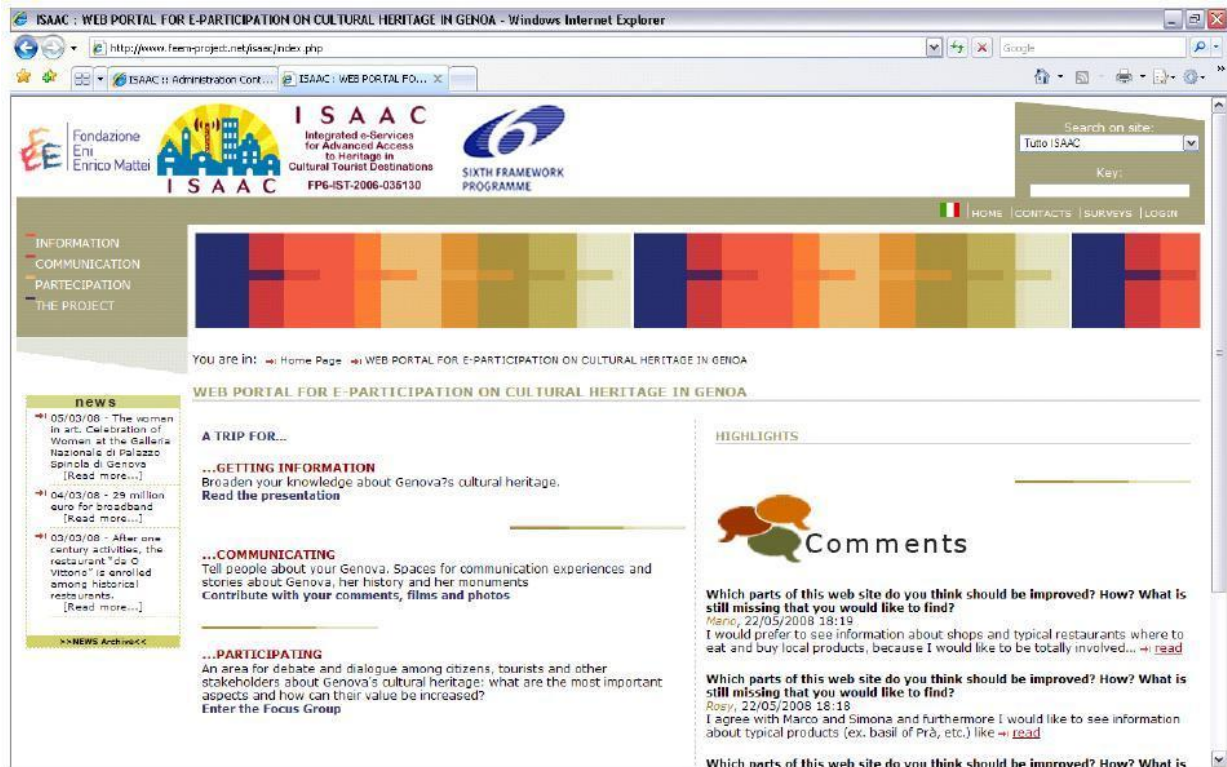 ISAAC : WEB PORTAL FOR E-PARTICIPATION ON CULTURAL HERITAGE IN GENOA - Windows Internet Explorer
http://www.feem-project.net/isaac/index.php
Google
ISAAC :: Administration Cont...
ISAAC : WEB PORTAL FO...
Fondazione
Eni
Enrico Mattei
ISAAC
ISAAC
Integrated e-Services
for Advanced Access
to Heritage in
Cultural Tourist Destinations
FP6-IST-2006-035130
SIXTH FRAMEWORK
PROGRAMME
Search on site:
Tutto ISAAC
Key:
HOME | CONTACTS | SURVEYS | LOGIN
INFORMATION
COMMUNICATION
PARTECIPATION
THE PROJECT
You are in: Home Page WEB PORTAL FOR E-PARTICIPATION ON CULTURAL HERITAGE IN GENOA
WEB PORTAL FOR E-PARTICIPATION ON CULTURAL HERITAGE IN GENOA
news
05/03/08 - The women
in art. Celebration of
Women at the Galleria
Nazionale di Palazzo
Spinola di Genova
[Read more...]
04/03/08 - 29 million
euro for broadband
[Read more...]
03/03/08 - After one
century activities, the
restaurant "da O
Vittorio" is enrolled
among historical
restaurants.
[Read more...]
>>NEWS Archive<<
A TRIP FOR...
...GETTING INFORMATION
Broaden your knowledge about Genova?s cultural heritage.
Read the presentation
...COMMUNICATING
Tell people about your Genova. Spaces for communication experiences and
stories about Genova, her history and her monuments
Contribute with your comments, films and photos
...PARTICIPATING
An area for debate and dialogue among citizens, tourists and other
stakeholders about Genova's cultural heritage: what are the most important
aspects and how can their value be increased?
Enter the Focus Group
HIGHLIGHTS
Comments
Which parts of this web site do you think should be improved? How? What is
still missing that you would like to find?
Mario, 22/05/2008 18:19
I would prefer to see information about shops and typical restaurants where to
eat and buy local products, because I would like to be totally involved... read
Which parts of this web site do you think should be improved? How? What is
still missing that you would like to find?
Rosy, 22/05/2008 18:18
I agree with Marco and Simona and furthermore I would like to see information
about typical products (ex. basil of Prà, etc.) like read
Which parts of this web site do you think should be improved? How? What is